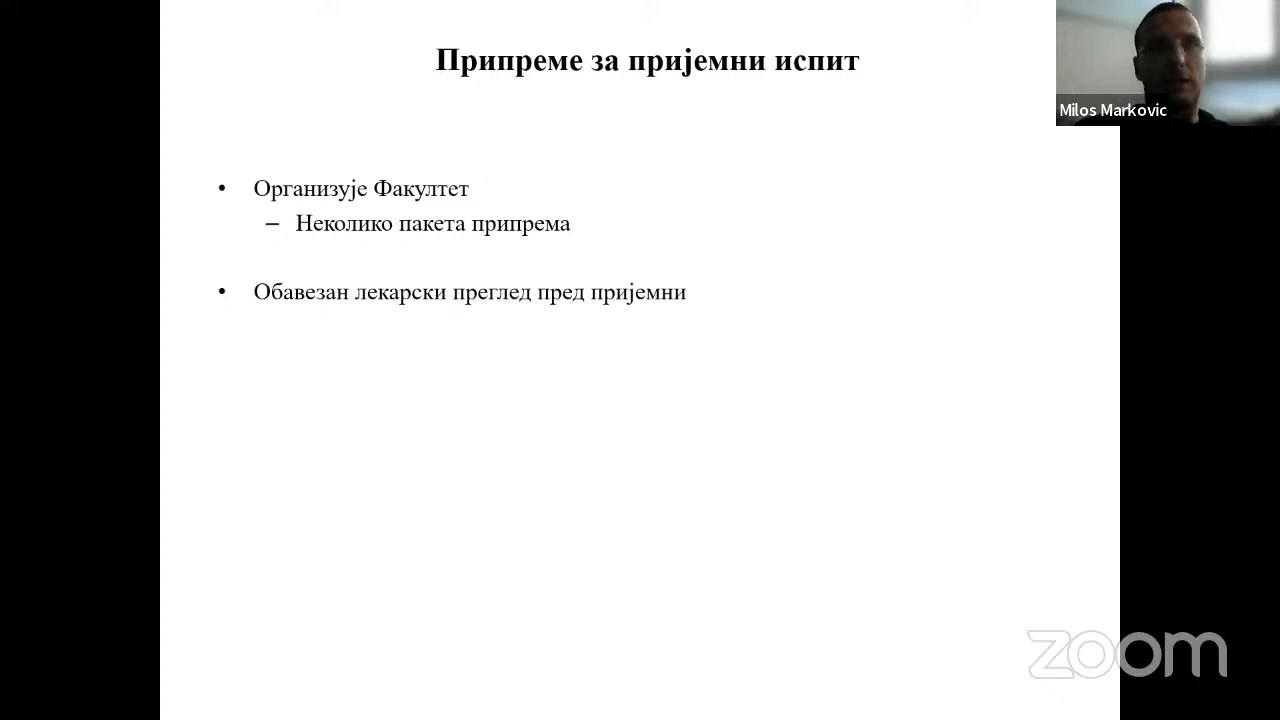 Припреме за пријемни испит
Milos Markovic
• Организује Факултет
– Неколико пакета припрема
• Обавезан лекарски преглед пред пријемни
zoom